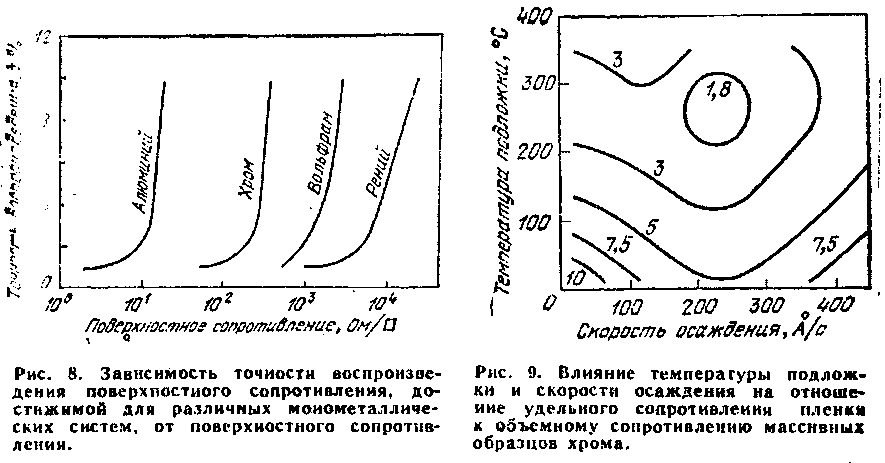 12
8
0
10⁰ 10¹ 10² 10³ 10⁴
Алюминий
Хром
Вольфрам
Рений
Поверхностное сопротивление, Ом/□
Рис. 8. Зависимость точности воспроизве-
дения поверхностного сопротивления, до-
стижимой для различных монометалличе-
ских систем, от поверхностного сопротив-
ления.
Температура подложки, °С
400
300
200
100
0 100 200 300 400
3
1,8
3
5
7,5
7,5
10
Скорость осаждения, Å/с
Рис. 9. Влияние температуры подлож-
ки и скорости осаждения на отноше-
ние удельного сопротивления пленки
к объемному сопротивлению массивных
образцов хрома.